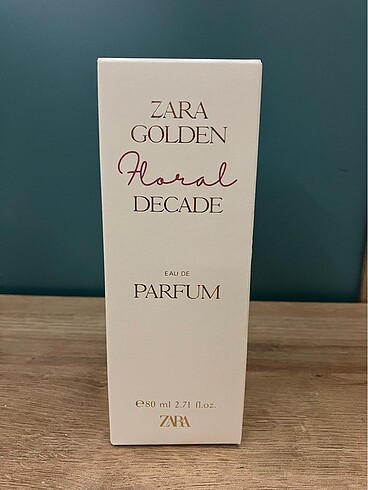 ZARA
GOLDEN
Floral
DECADE
EAU DE
PARFUM
℮80 ml 2.71 fl.oz.
ZARA